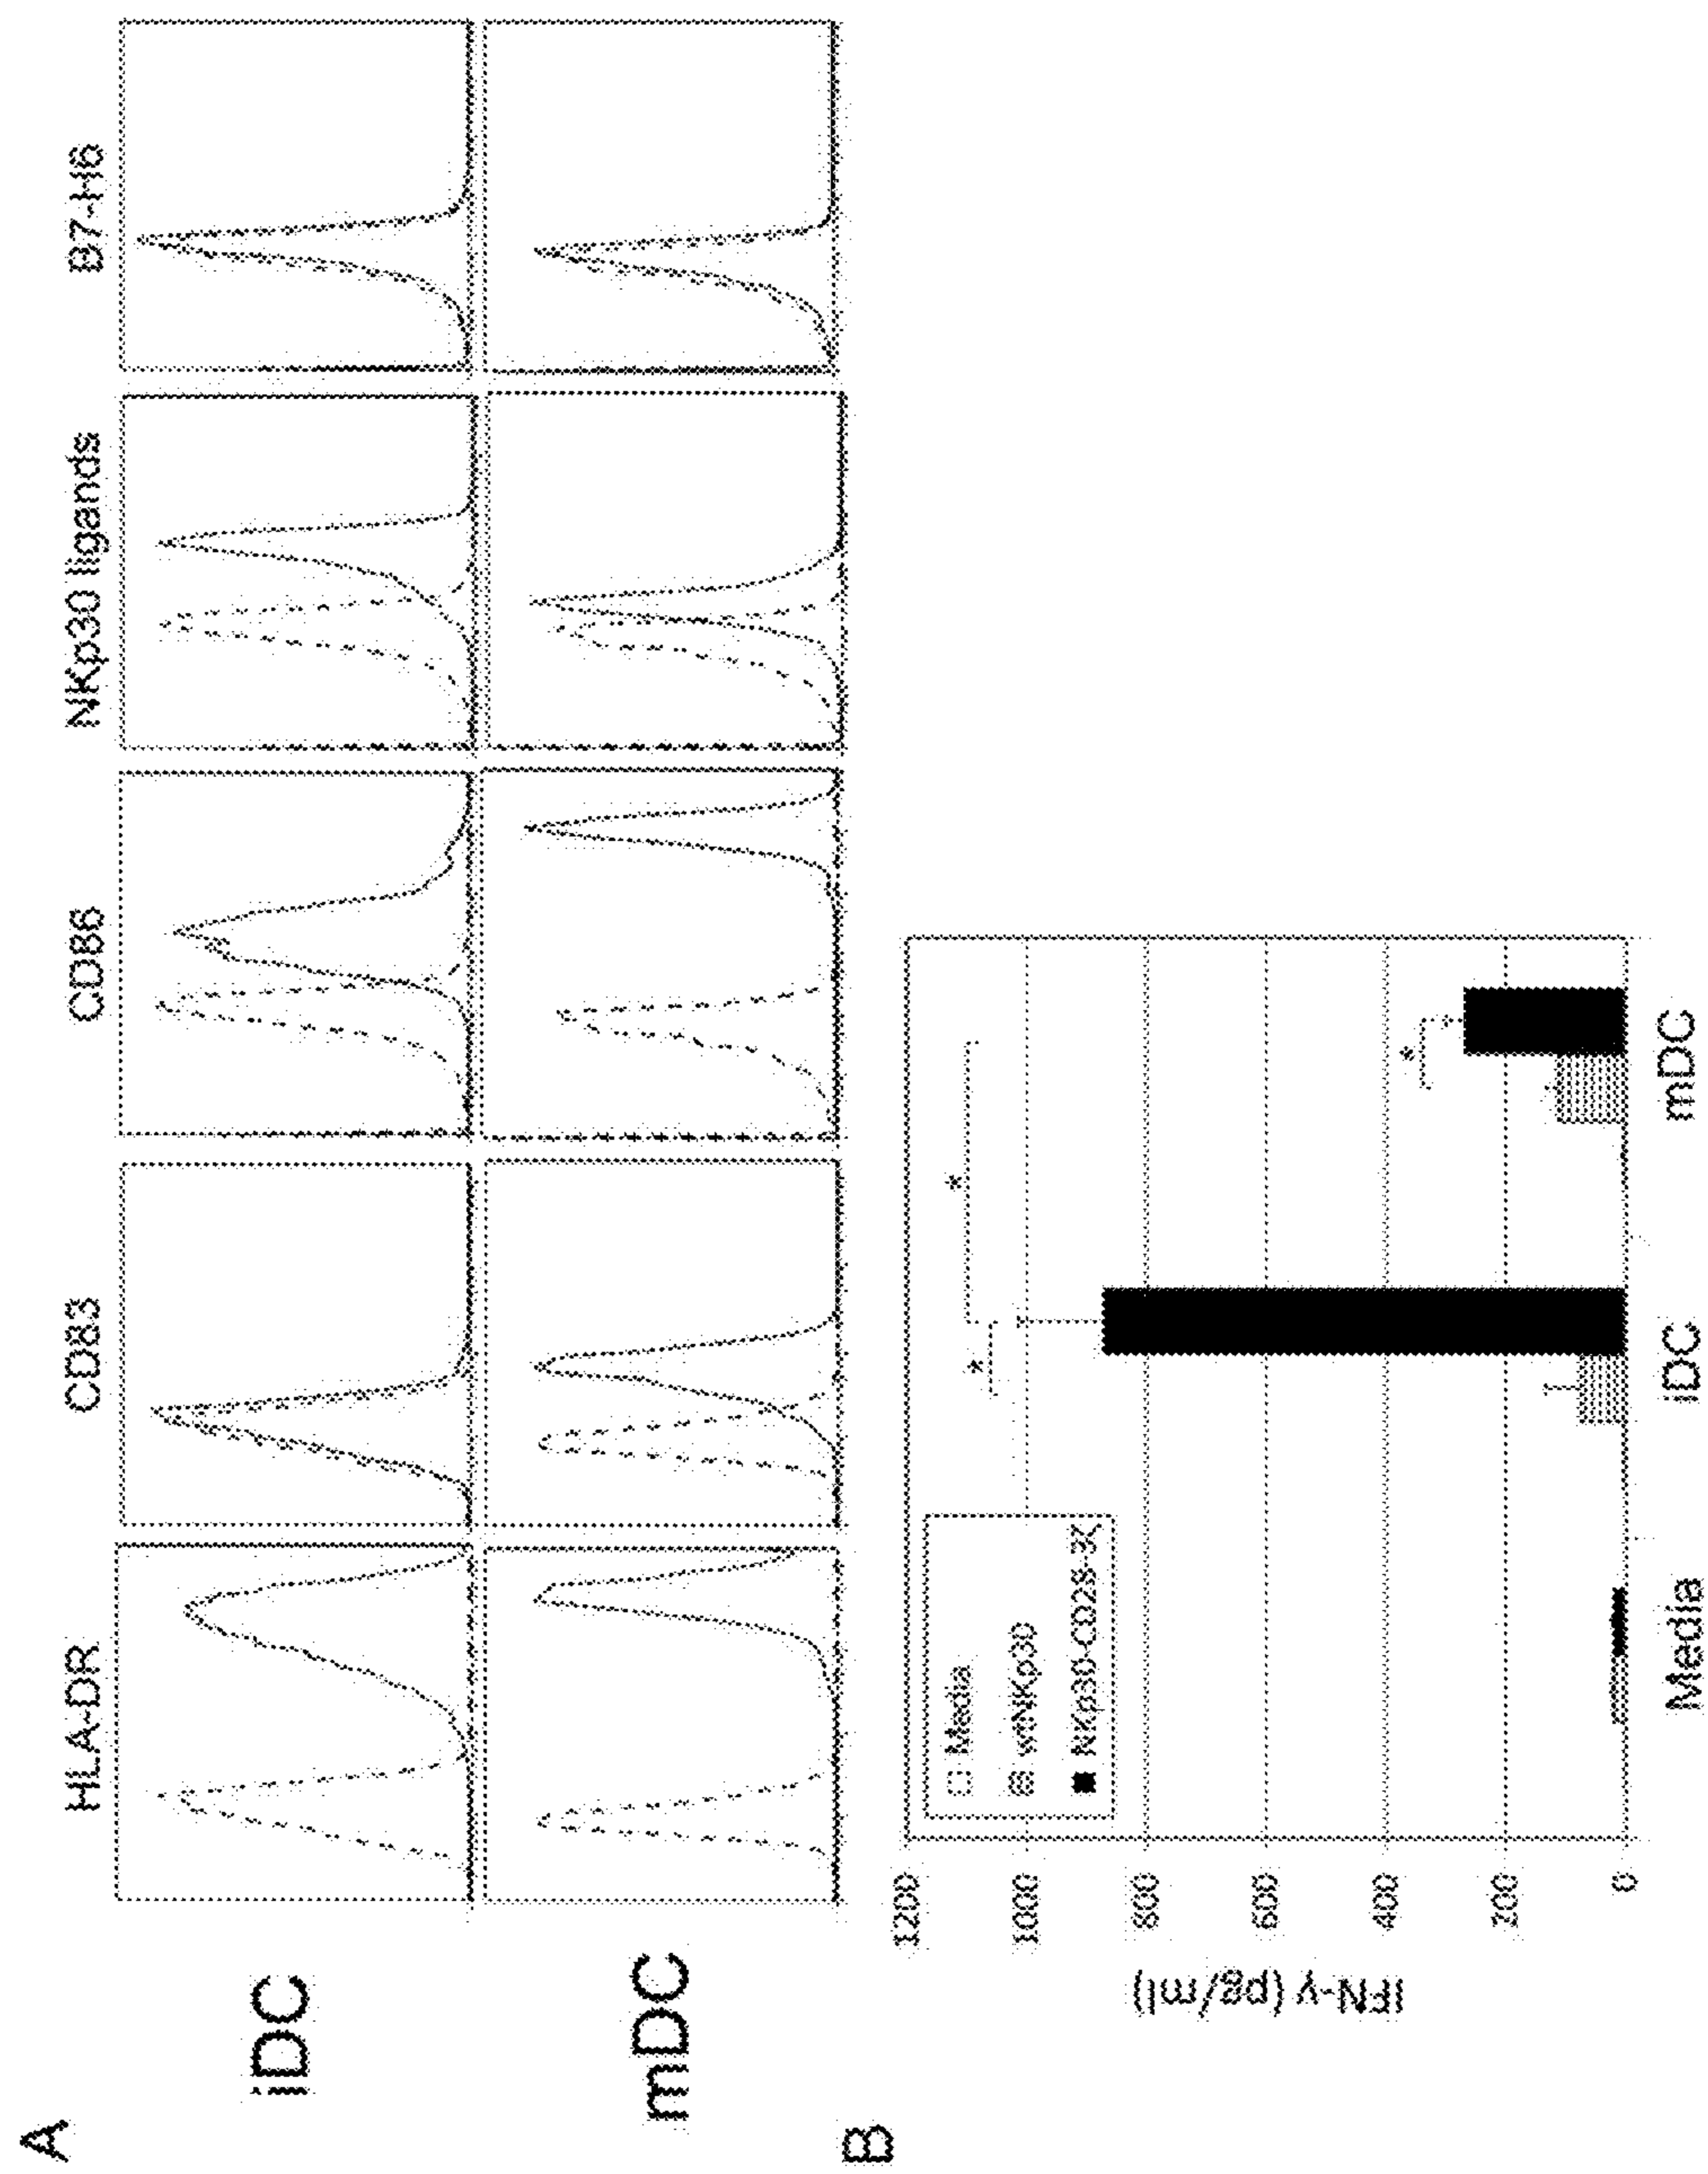 A
HLA-DR CD83 CD86 NKp30 ligands B7-H6
iDC
mDC
B
IFN-γ (pg/ml)
1200
1000
800
600
400
200
0
Media
wtNKp30
NKp30-CD28-3ζ
*
*
*
Media iDC mDC